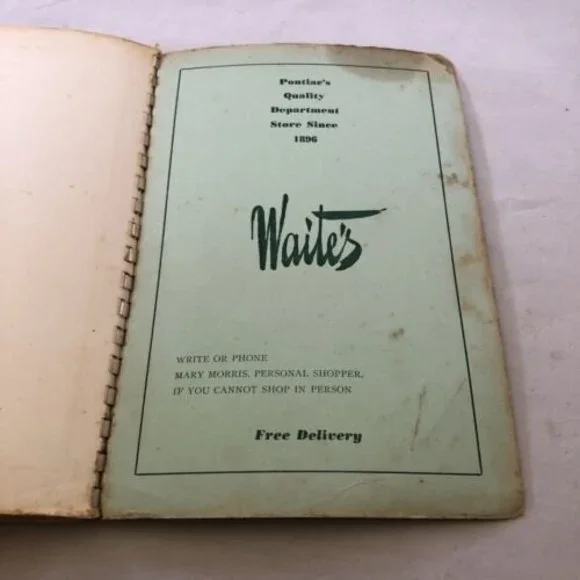 Pontiac's
Quality
Department
Store Since
1896
Waite's
WRITE OR PHONE
MARY MORRIS, PERSONAL SHOPPER,
IF YOU CANNOT SHOP IN PERSON
Free Delivery